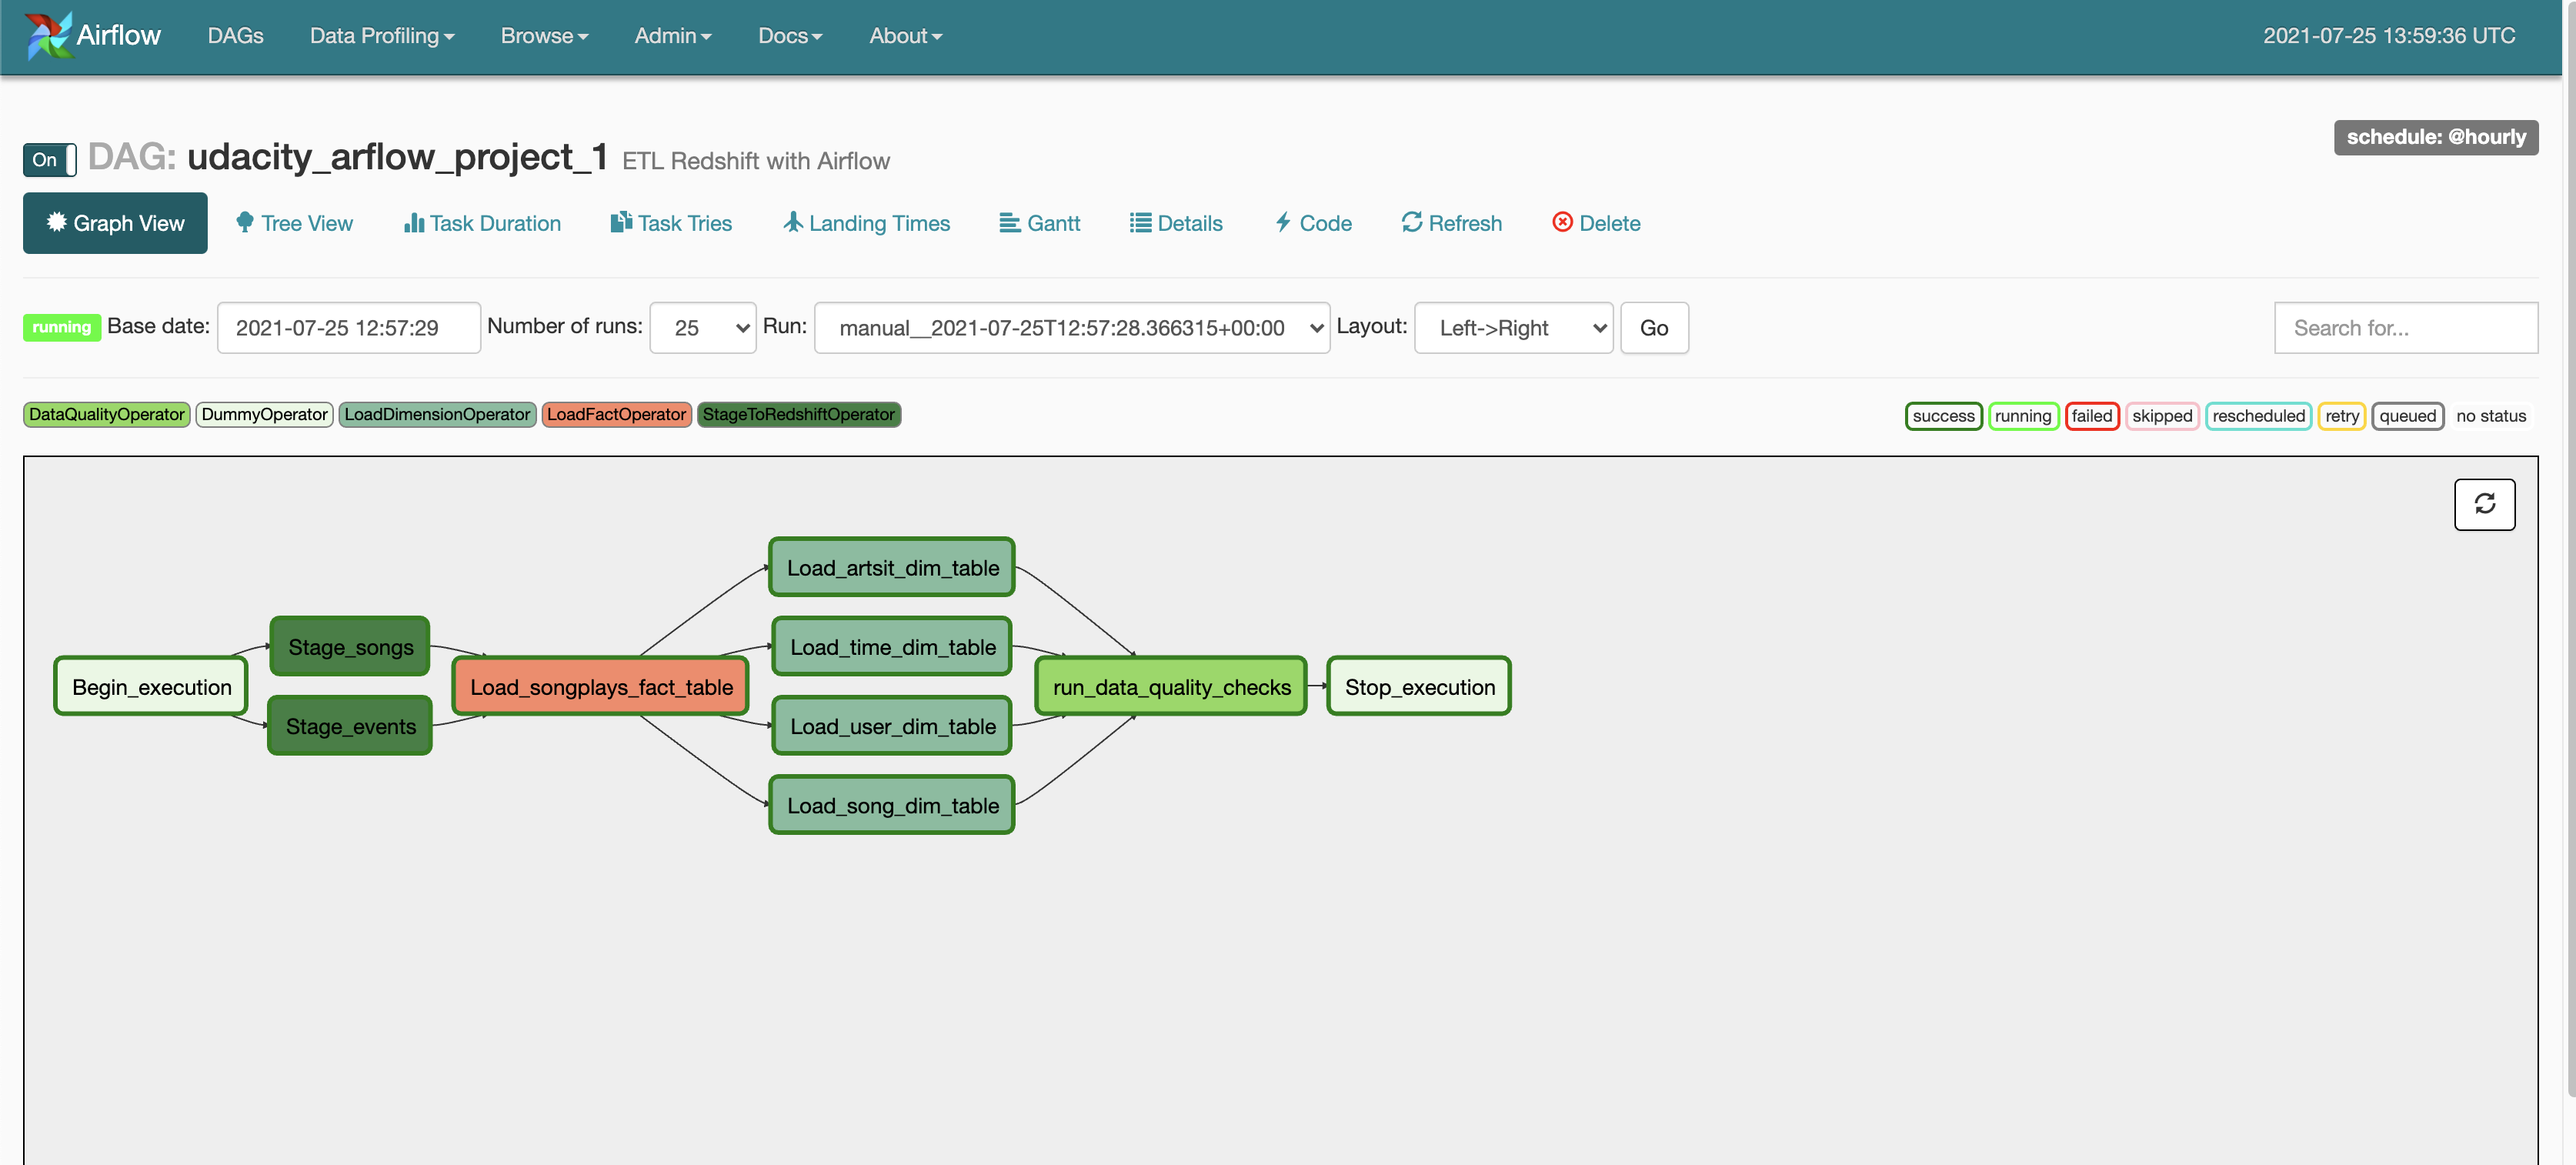 Airflow DAGs Data Profiling Browse Admin Docs About 2021-07-25 13:59:36 UTC
schedule: @hourly
On DAG: udacity_arflow_project_1 ETL Redshift with Airflow
Graph View Tree View Task Duration Task Tries Landing Times Gantt Details Code Refresh Delete
running Base date: 2021-07-25 12:57:29 Number of runs: 25 Run: manual__2021-07-25T12:57:28.366315+00:00 Layout: Left->Right Go Search for...
DataQualityOperator DummyOperator LoadDimensionOperator LoadFactOperator StageToRedshiftOperator success running failed skipped rescheduled retry queued no status
Load_artsit_dim_table
Stage_songs Load_time_dim_table
Begin_execution Load_songplays_fact_table run_data_quality_checks Stop_execution
Stage_events Load_user_dim_table
Load_song_dim_table